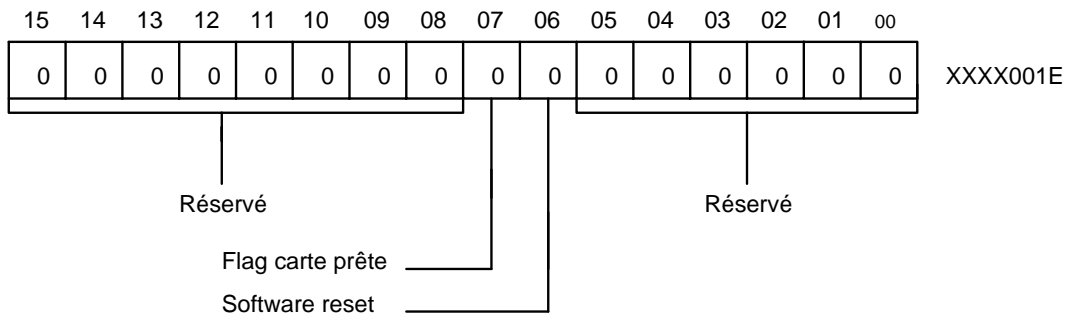 15 14 13 12 11 10 09 08 07 06 05 04 03 02 01 00
0 0 0 0 0 0 0 0 0 0 0 0 0 0 0 0 XXXX001E
Réservé Réservé
Flag carte prête
Software reset